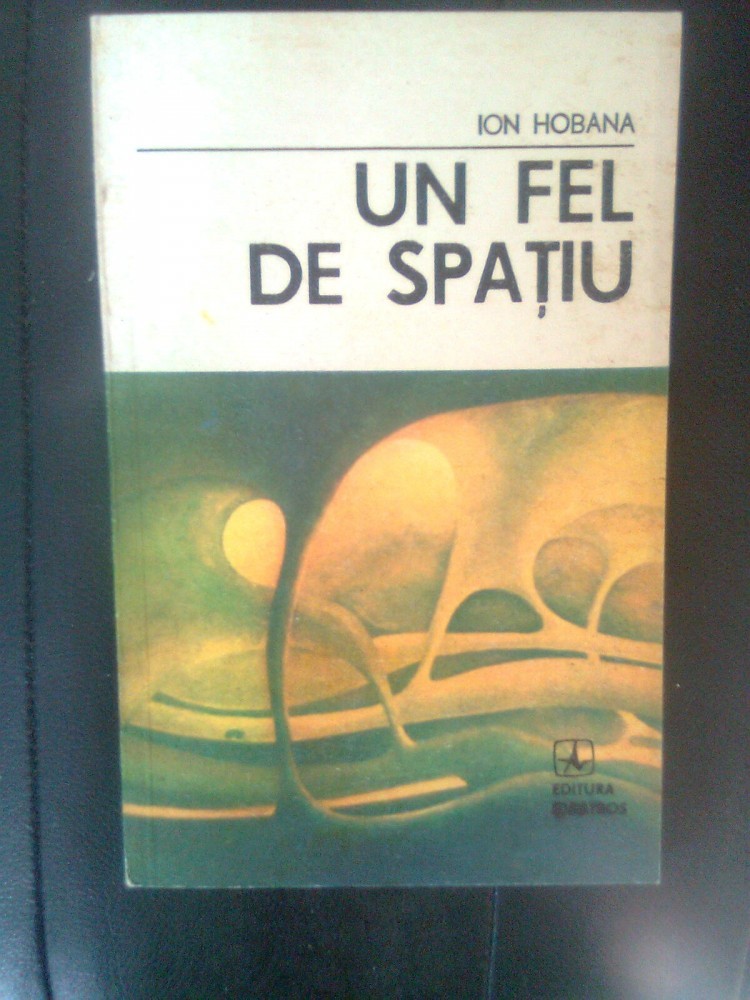 ION HOBANA
UN FEL
DE SPAȚIU
EDITURA